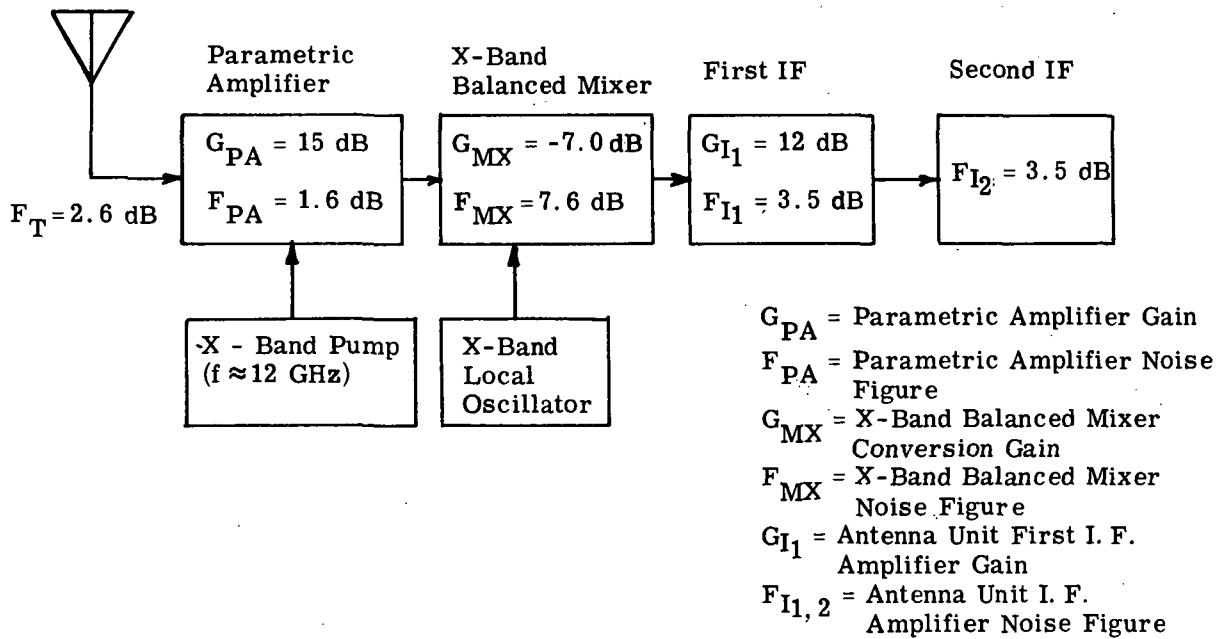 Parametric
Amplifier
X-Band
Balanced Mixer
First IF
Second IF
G_PA = 15 dB
F_PA = 1.6 dB
G_MX = -7.0 dB
F_MX = 7.6 dB
G_I1 = 12 dB
F_I1 = 3.5 dB
F_I2 = 3.5 dB
F_T = 2.6 dB
X - Band Pump
(f ≈ 12 GHz)
X-Band
Local
Oscillator
G_PA = Parametric Amplifier Gain
F_PA = Parametric Amplifier Noise
Figure
G_MX = X-Band Balanced Mixer
Conversion Gain
F_MX = X-Band Balanced Mixer
Noise Figure
G_I1 = Antenna Unit First I. F.
Amplifier Gain
F_I1,2 = Antenna Unit I. F.
Amplifier Noise Figure